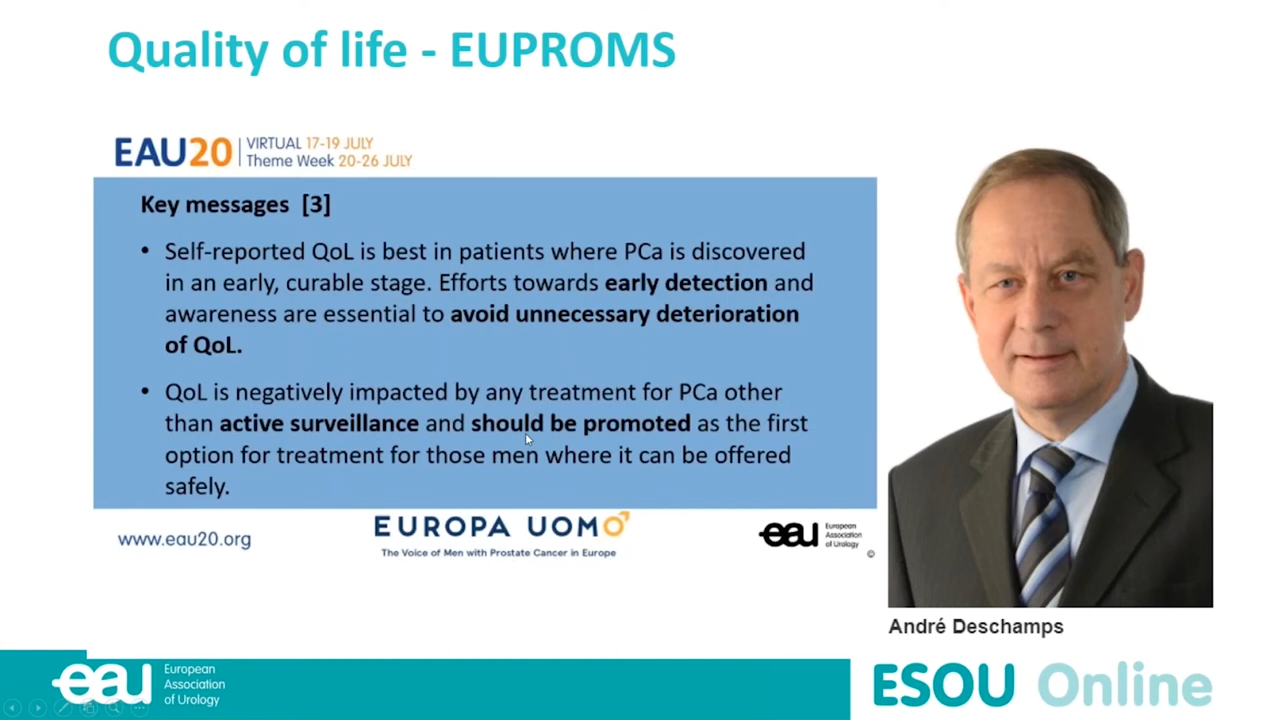 Quality of life - EUPROMS
EAU20
VIRTUAL 17-19 JULY
Theme Week 20-26 JULY
Key messages [3]
• Self-reported QoL is best in patients where PCa is discovered
in an early, curable stage. Efforts towards early detection and
awareness are essential to avoid unnecessary deterioration
of QoL.
• QoL is negatively impacted by any treatment for PCa other
than active surveillance and should be promoted as the first
option for treatment for those men where it can be offered
safely.
www.eau20.org
EUROPA UOMO
The Voice of Men with Prostate Cancer in Europe
eau
European
Association
of Urology
©
André Deschamps
eau
European
Association
of Urology
ESOU Online